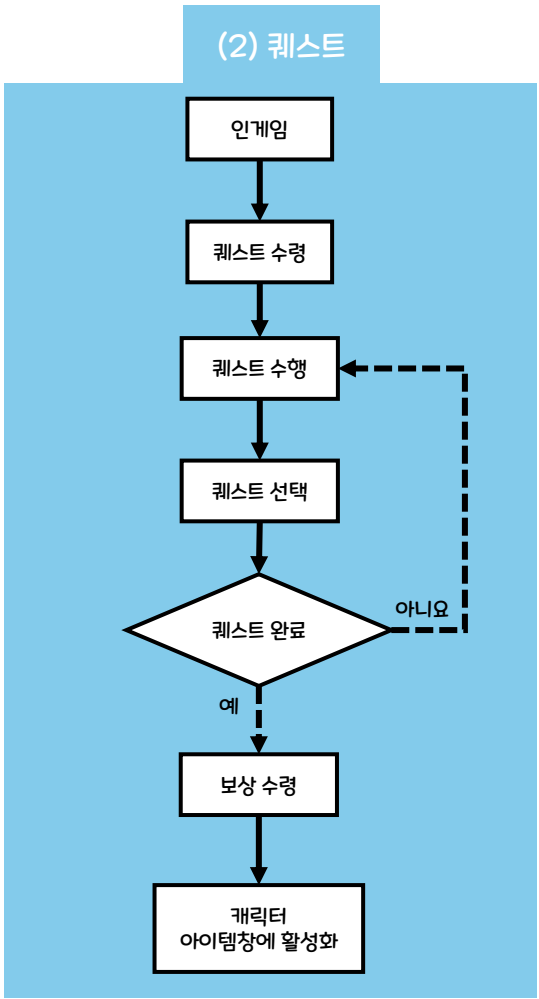 (2) 퀘스트
인게임
퀘스트 수령
퀘스트 수행
퀘스트 선택
퀘스트 완료
아니요
예
보상 수령
캐릭터
아이템창에 활성화